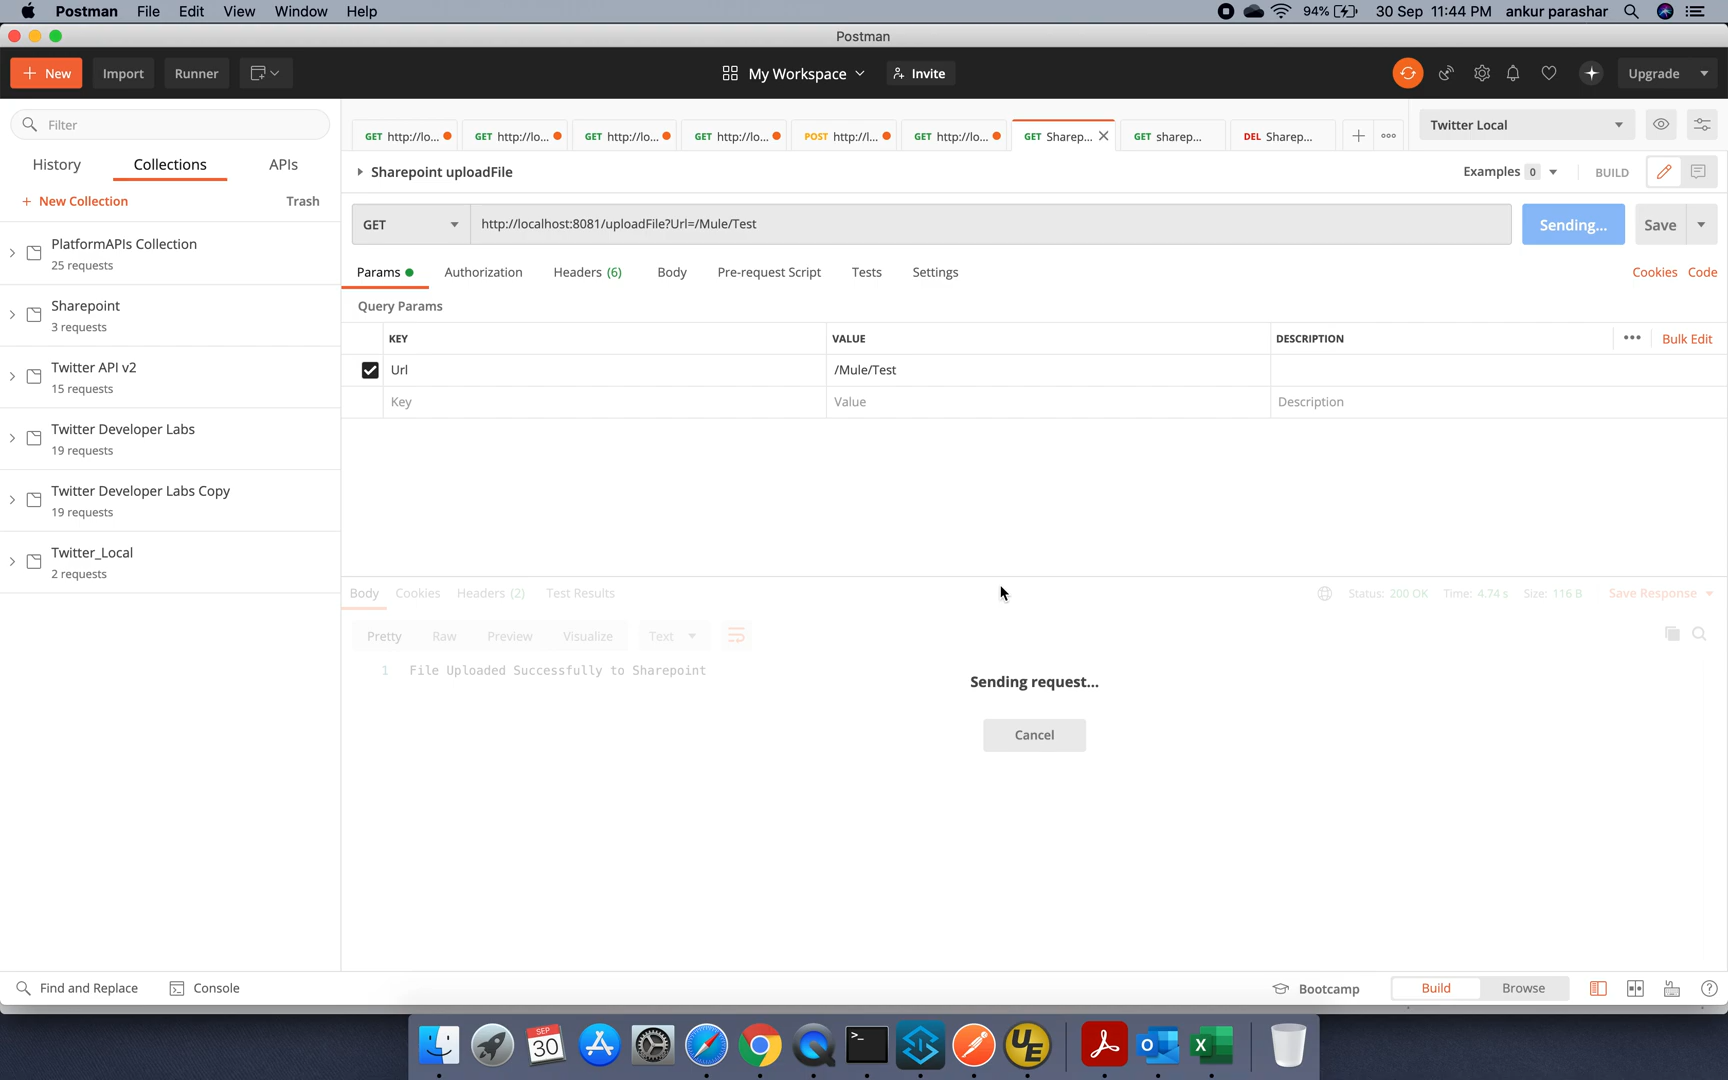 Postman File Edit View Window Help 94% 30 Sep 11:44 PM ankur parashar
Postman
New Import Runner My Workspace Invite Upgrade
Filter
GET http://lo... GET http://lo... GET http://lo... GET http://lo... POST http://l... GET http://lo... GET Sharep... GET sharep... DEL Sharep... Twitter Local
History Collections APIs
Sharepoint uploadFile Examples 0 BUILD
+ New Collection Trash
GET http://localhost:8081/uploadFile?Url=/Mule/Test Sending... Save
PlatformAPIs Collection
25 requests
Params Authorization Headers (6) Body Pre-request Script Tests Settings Cookies Code
Sharepoint
3 requests
Query Params
KEY VALUE DESCRIPTION Bulk Edit
Url /Mule/Test
Key Value Description
Twitter API v2
15 requests
Twitter Developer Labs
19 requests
Twitter Developer Labs Copy
19 requests
Twitter_Local
2 requests
Body Cookies Headers (2) Test Results Status: 200 OK Time: 4.74 s Size: 116 B Save Response
Pretty Raw Preview Visualize Text
1 File Uploaded Successfully to Sharepoint
Sending request...
Cancel
Find and Replace Console Bootcamp Build Browse
SEP
30
UE
O
X